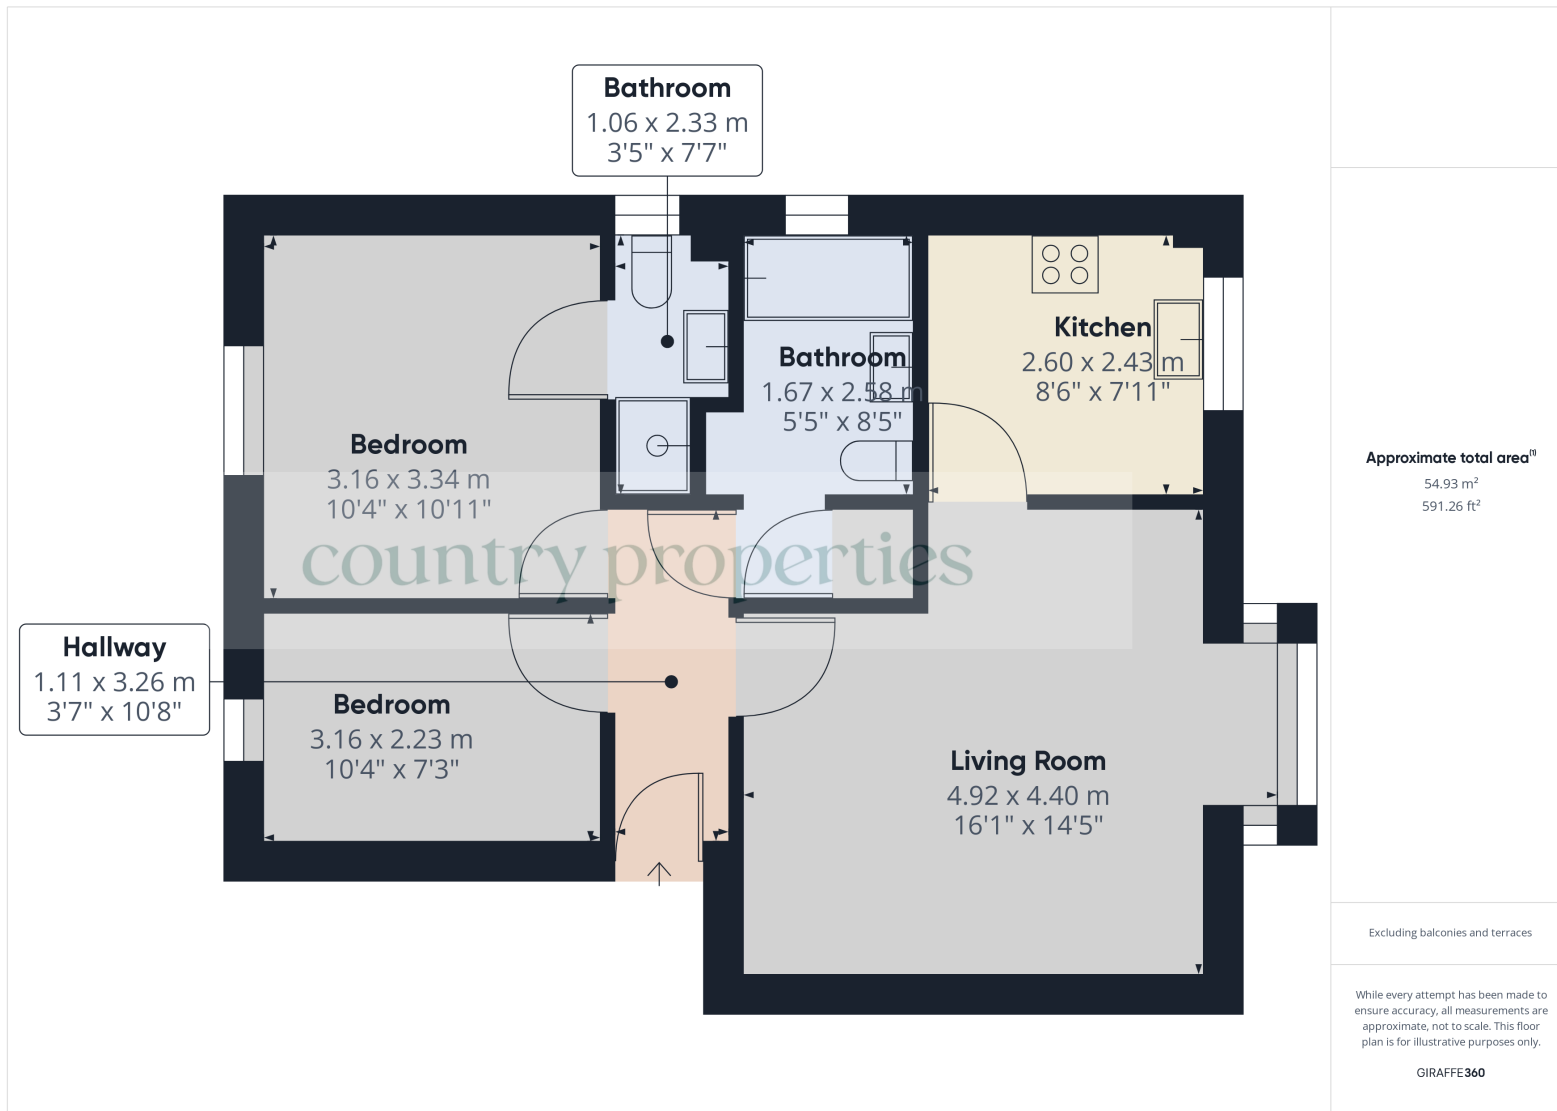 Bathroom
1.06 x 2.33 m
3'5" x 7'7"
Bathroom
1.67 x 2.58 m
5'5" x 8'5"
Kitchen
2.60 x 2.43 m
8'6" x 7'11"
Bedroom
3.16 x 3.34 m
10'4" x 10'11"
country properties
Hallway
1.11 x 3.26 m
3'7" x 10'8"
Bedroom
3.16 x 2.23 m
10'4" x 7'3"
Living Room
4.92 x 4.40 m
16'1" x 14'5"
Approximate total area(1)
54.93 m²
591.26 ft²
Excluding balconies and terraces
While every attempt has been made to
ensure accuracy, all measurements are
approximate, not to scale. This floor
plan is for illustrative purposes only.
GIRAFFE360